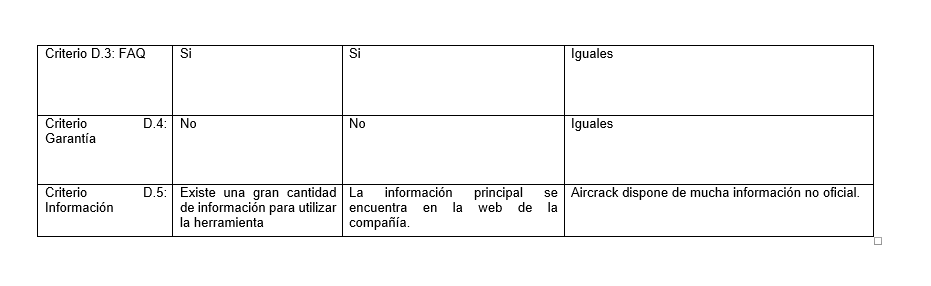 Criterio D.3: FAQ
Si
Si
Iguales
Criterio D.4:
Garantía
No
No
Iguales
Criterio D.5:
Información
Existe una gran cantidad
de información para utilizar
la herramienta
La información principal se
encuentra en la web de la
compañía.
Aircrack dispone de mucha información no oficial.